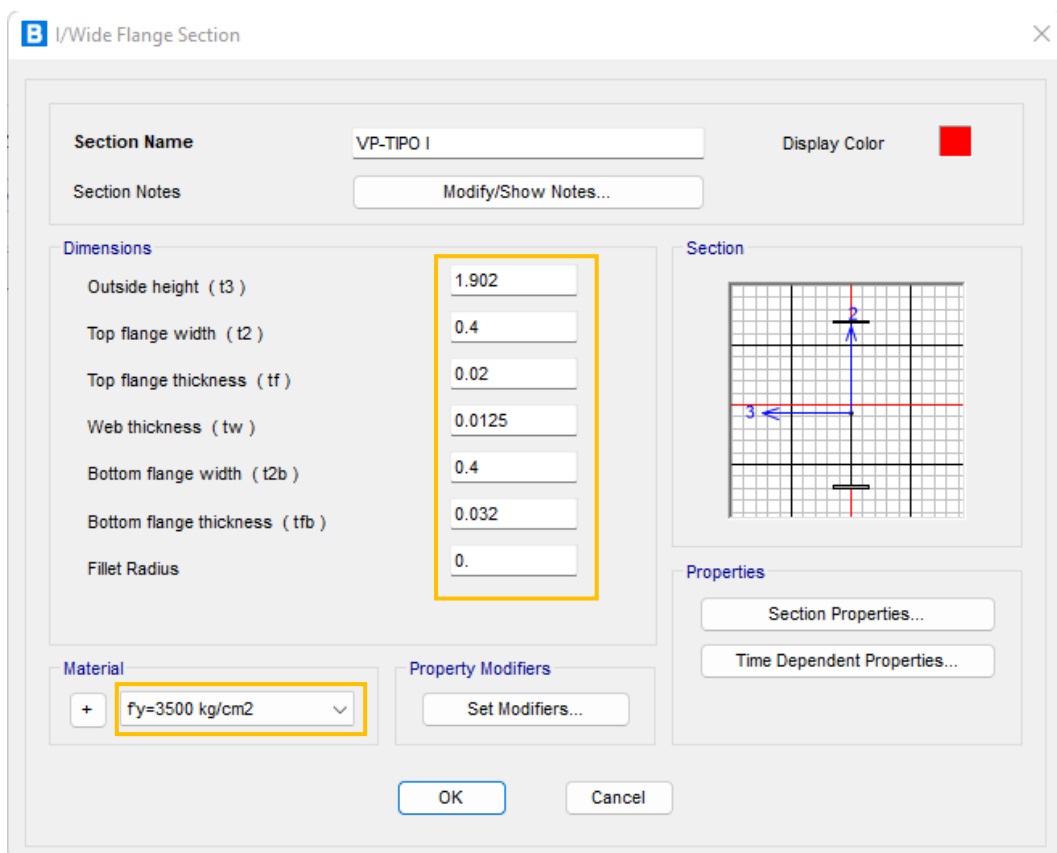 B I/Wide Flange Section
Section Name VP-TIPO I Display Color
Section Notes Modify/Show Notes...
Dimensions
Outside height ( t3 ) 1.902
Top flange width ( t2 ) 0.4
Top flange thickness ( tf ) 0.02
Web thickness ( tw ) 0.0125
Bottom flange width ( t2b ) 0.4
Bottom flange thickness ( tfb ) 0.032
Fillet Radius 0.
Section
2
3
Properties
Section Properties...
Time Dependent Properties...
Material
+ f'y=3500 kg/cm2
Property Modifiers
Set Modifiers...
OK Cancel